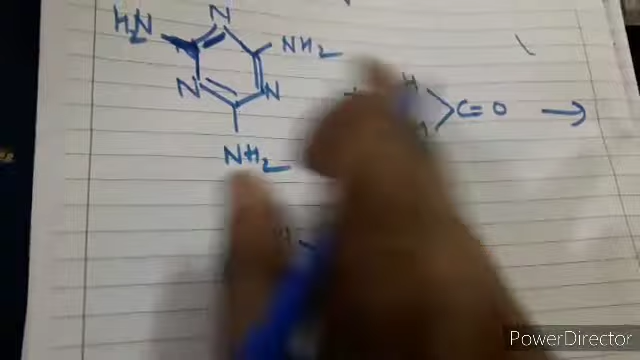 H₂N N NH₂
N N
NH₂
H
C=O →
H
PowerDirector